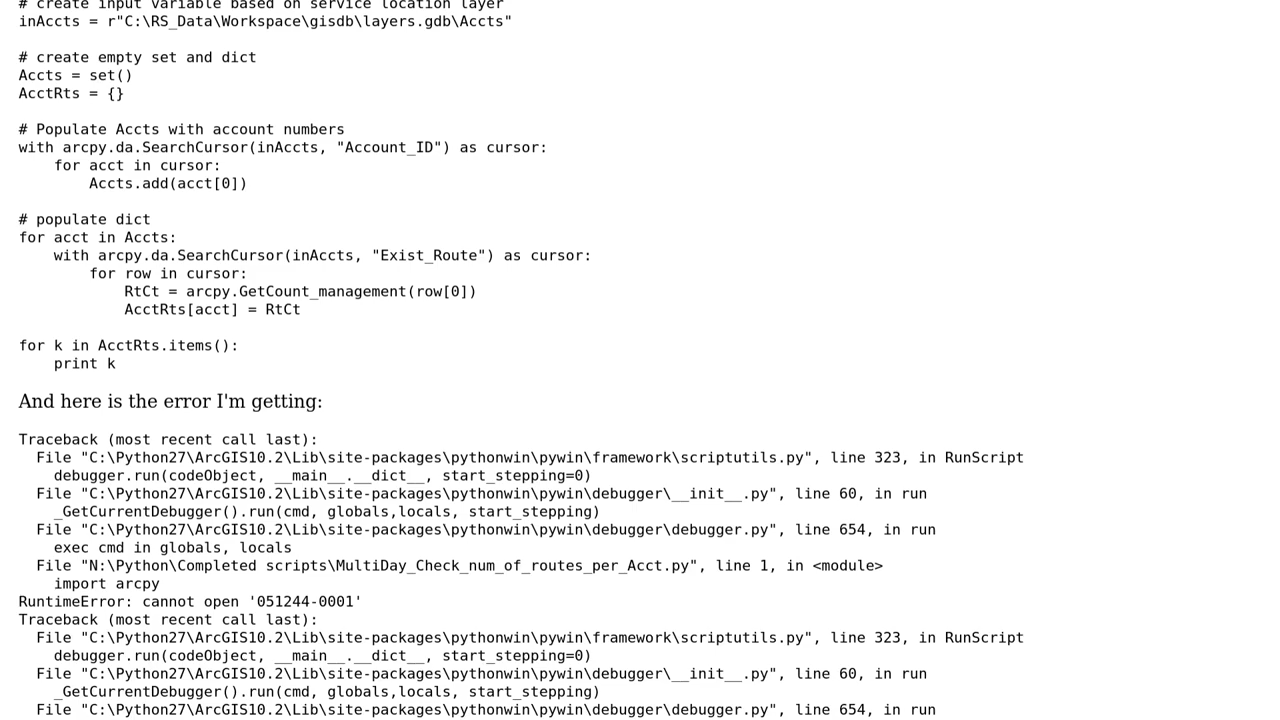 # create input variable based on service location layer
inAccts = r"C:\RS_Data\Workspace\gisdb\layers.gdb\Accts"
# create empty set and dict
Accts = set()
AcctRts = {}
# Populate Accts with account numbers
with arcpy.da.SearchCursor(inAccts, "Account_ID") as cursor:
    for acct in cursor:
        Accts.add(acct[0])
# populate dict
for acct in Accts:
    with arcpy.da.SearchCursor(inAccts, "Exist_Route") as cursor:
        for row in cursor:
            RtCt = arcpy.GetCount_management(row[0])
            AcctRts[acct] = RtCt
for k in AcctRts.items():
    print k
And here is the error I'm getting:
Traceback (most recent call last):
  File "C:\Python27\ArcGIS10.2\Lib\site-packages\pythonwin\pywin\framework\scriptutils.py", line 323, in RunScript
    debugger.run(codeObject, __main__.__dict__, start_stepping=0)
  File "C:\Python27\ArcGIS10.2\Lib\site-packages\pythonwin\pywin\debugger\__init__.py", line 60, in run
    _GetCurrentDebugger().run(cmd, globals,locals, start_stepping)
  File "C:\Python27\ArcGIS10.2\Lib\site-packages\pythonwin\pywin\debugger\debugger.py", line 654, in run
    exec cmd in globals, locals
  File "N:\Python\Completed scripts\MultiDay_Check_num_of_routes_per_Acct.py", line 1, in <module>
    import arcpy
RuntimeError: cannot open '051244-0001'
Traceback (most recent call last):
  File "C:\Python27\ArcGIS10.2\Lib\site-packages\pythonwin\pywin\framework\scriptutils.py", line 323, in RunScript
    debugger.run(codeObject, __main__.__dict__, start_stepping=0)
  File "C:\Python27\ArcGIS10.2\Lib\site-packages\pythonwin\pywin\debugger\__init__.py", line 60, in run
    _GetCurrentDebugger().run(cmd, globals,locals, start_stepping)
  File "C:\Python27\ArcGIS10.2\Lib\site-packages\pythonwin\pywin\debugger\debugger.py", line 654, in run